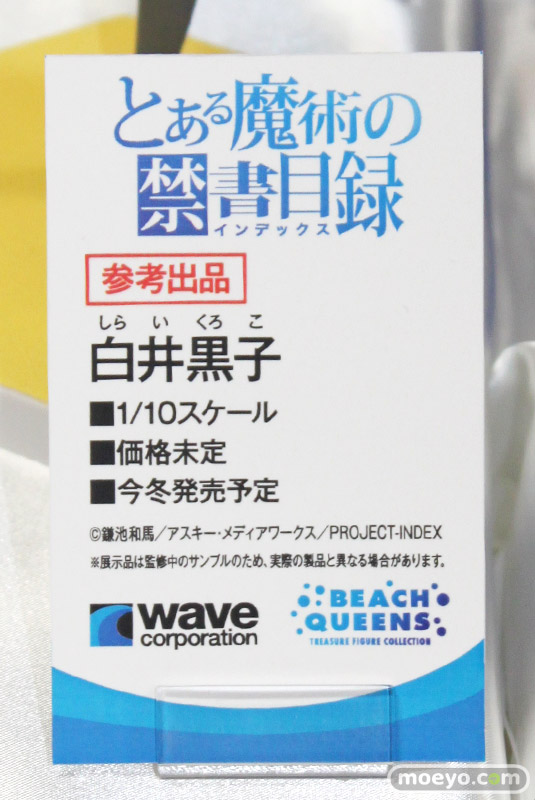 とある魔術の
禁書目録
インデックス
参考出品
しらい くろこ
白井黒子
■1/10スケール
■価格未定
■今冬発売予定
©鎌池和馬／アスキー・メディアワークス／PROJECT-INDEX
※展示品は監修中のサンプルのため、実際の製品と異なる場合があります。
wave
corporation
BEACH
QUEENS
TREASURE FIGURE COLLECTION
moeyo.com